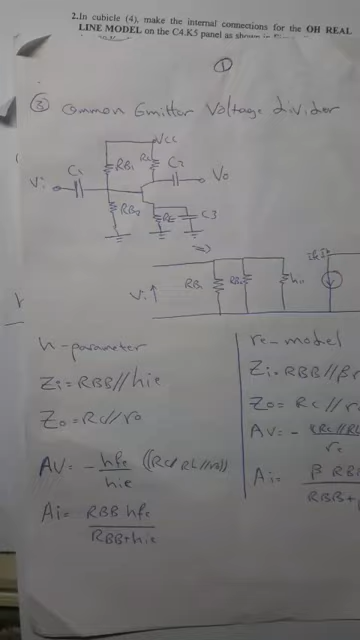 2.In cubicle (4), make the internal connections for the OH REAL
LINE MODEL on the C4.K5 panel as shown in
①
③ Common Emitter Voltage divider
Vcc
RB1
Rc
C2
C1
Vi
Vo
RB2
RE
C3
Vi
RB1
RB2
hie
h-parameter
Zi = RBB // hie
Zo = Rc // ro
AV = - hfe / hie ((Rc // RL // ro))
Ai = RBB hfe / RBB + hie
re-model
Zi = RBB // βr
Zo = Rc // r
AV = -
re
Ai = β RBB / RBB +